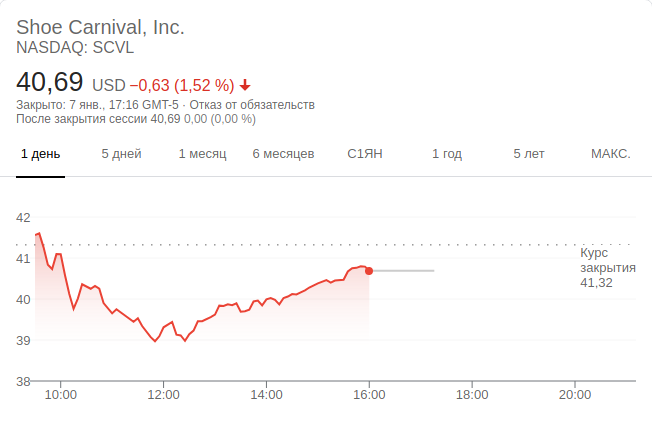 Shoe Carnival, Inc.
NASDAQ: SCVL
40,69 USD −0,63 (1,52 %)
Закрыто: 7 янв., 17:16 GMT-5 · Отказ от обязательств
После закрытия сессии 40,69 0,00 (0,00 %)
1 день 5 дней 1 месяц 6 месяцев С1ЯН 1 год 5 лет МАКС.
42
41
40
39
38
Курс
закрытия
41,32
10:00 12:00 14:00 16:00 18:00 20:00